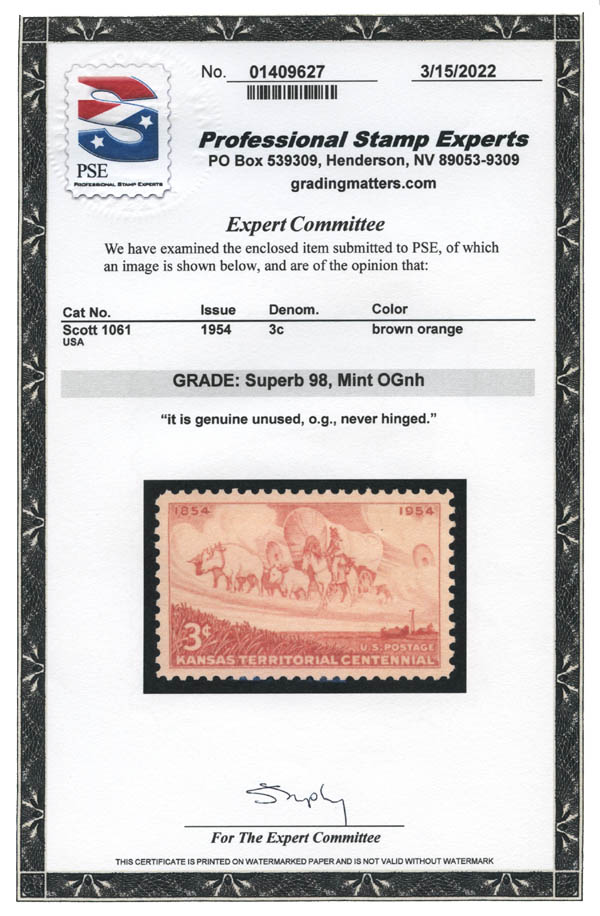 No. 01409627 3/15/2022
PSE
PROFESSIONAL STAMP EXPERTS
Professional Stamp Experts
PO Box 539309, Henderson, NV 89053-9309
gradingmatters.com
Expert Committee
We have examined the enclosed item submitted to PSE, of which
an image is shown below, and are of the opinion that:
Cat No. Issue Denom. Color
Scott 1061 1954 3c brown orange
USA
GRADE: Superb 98, Mint OGnh
“it is genuine unused, o.g., never hinged.”
1854 1954
3¢
U.S. POSTAGE
KANSAS TERRITORIAL CENTENNIAL
For The Expert Committee
THIS CERTIFICATE IS PRINTED ON WATERMARKED PAPER AND IS NOT VALID WITHOUT WATERMARK